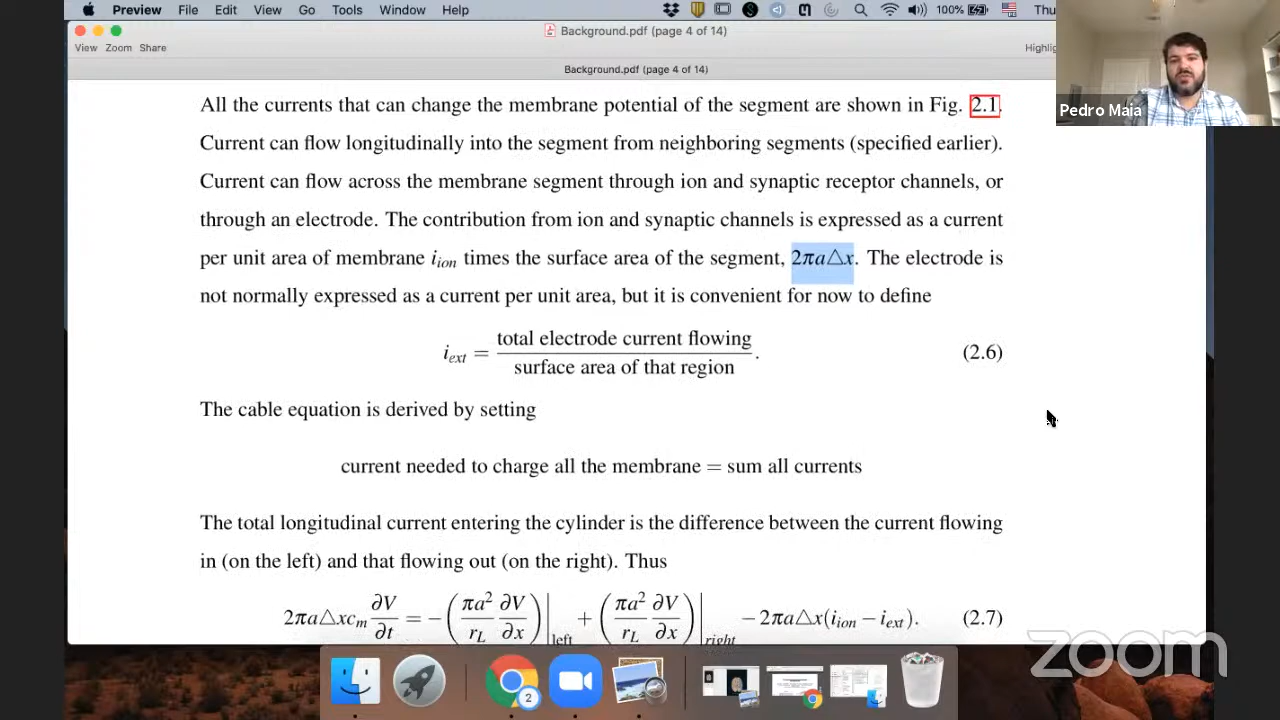 Preview File Edit View Go Tools Window Help 100% Thu
Background.pdf (page 4 of 14)
View Zoom Share Highlig
Background.pdf (page 4 of 14)
Pedro Maia
All the currents that can change the membrane potential of the segment are shown in Fig. 2.1.
Current can flow longitudinally into the segment from neighboring segments (specified earlier).
Current can flow across the membrane segment through ion and synaptic receptor channels, or
through an electrode. The contribution from ion and synaptic channels is expressed as a current
per unit area of membrane i_ion times the surface area of the segment, 2πa△x. The electrode is
not normally expressed as a current per unit area, but it is convenient for now to define
i_ext = total electrode current flowing / surface area of that region. (2.6)
The cable equation is derived by setting
current needed to charge all the membrane = sum all currents
The total longitudinal current entering the cylinder is the difference between the current flowing
in (on the left) and that flowing out (on the right). Thus
2πa△xc_m ∂V/∂t = −(πa²/r_L ∂V/∂x)|_left + (πa²/r_L ∂V/∂x)|_right − 2πa△x(i_ion − i_ext). (2.7)
zoom
2